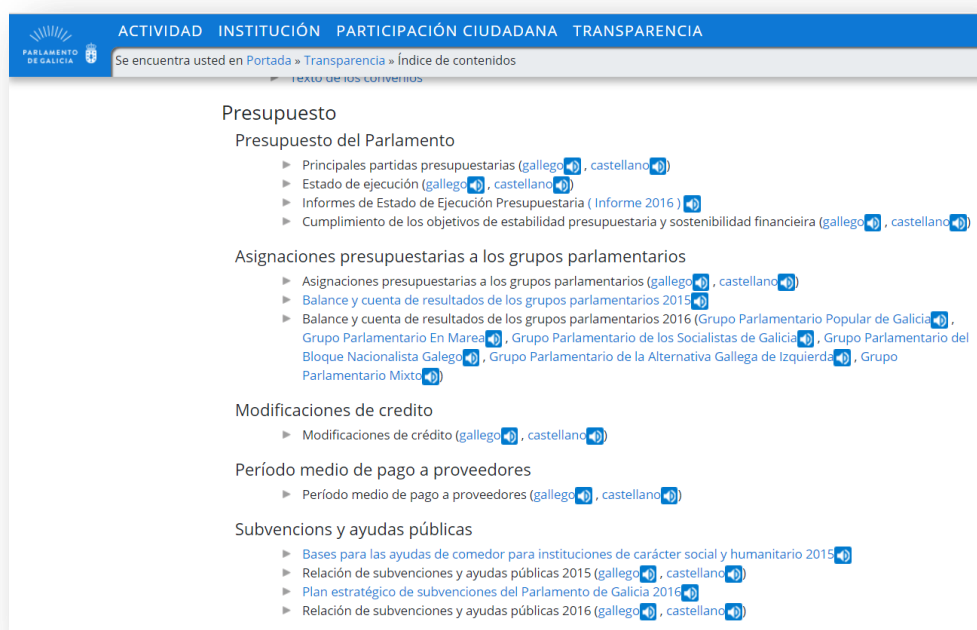 ACTIVIDAD INSTITUCIÓN PARTICIPACIÓN CIUDADANA TRANSPARENCIA
PARLAMENTO
DE GALICIA
Se encuentra usted en Portada » Transparencia » Índice de contenidos
Texto de los convenios
Presupuesto
Presupuesto del Parlamento
Principales partidas presupuestarias (gallego , castellano )
Estado de ejecución (gallego , castellano )
Informes de Estado de Ejecución Presupuestaria ( Informe 2016 )
Cumplimiento de los objetivos de estabilidad presupuestaria y sostenibilidad financieira (gallego , castellano )
Asignaciones presupuestarias a los grupos parlamentarios
Asignaciones presupuestarias a los grupos parlamentarios (gallego , castellano )
Balance y cuenta de resultados de los grupos parlamentarios 2015
Balance y cuenta de resultados de los grupos parlamentarios 2016 (Grupo Parlamentario Popular de Galicia ,
Grupo Parlamentario En Marea , Grupo Parlamentario de los Socialistas de Galicia , Grupo Parlamentario del
Bloque Nacionalista Galego , Grupo Parlamentario de la Alternativa Gallega de Izquierda , Grupo
Parlamentario Mixto )
Modificaciones de credito
Modificaciones de crédito (gallego , castellano )
Período medio de pago a proveedores
Período medio de pago a proveedores (gallego , castellano )
Subvencions y ayudas públicas
Bases para las ayudas de comedor para instituciones de carácter social y humanitario 2015
Relación de subvenciones y ayudas públicas 2015 (gallego , castellano )
Plan estratégico de subvenciones del Parlamento de Galicia 2016
Relación de subvenciones y ayudas públicas 2016 (gallego , castellano )